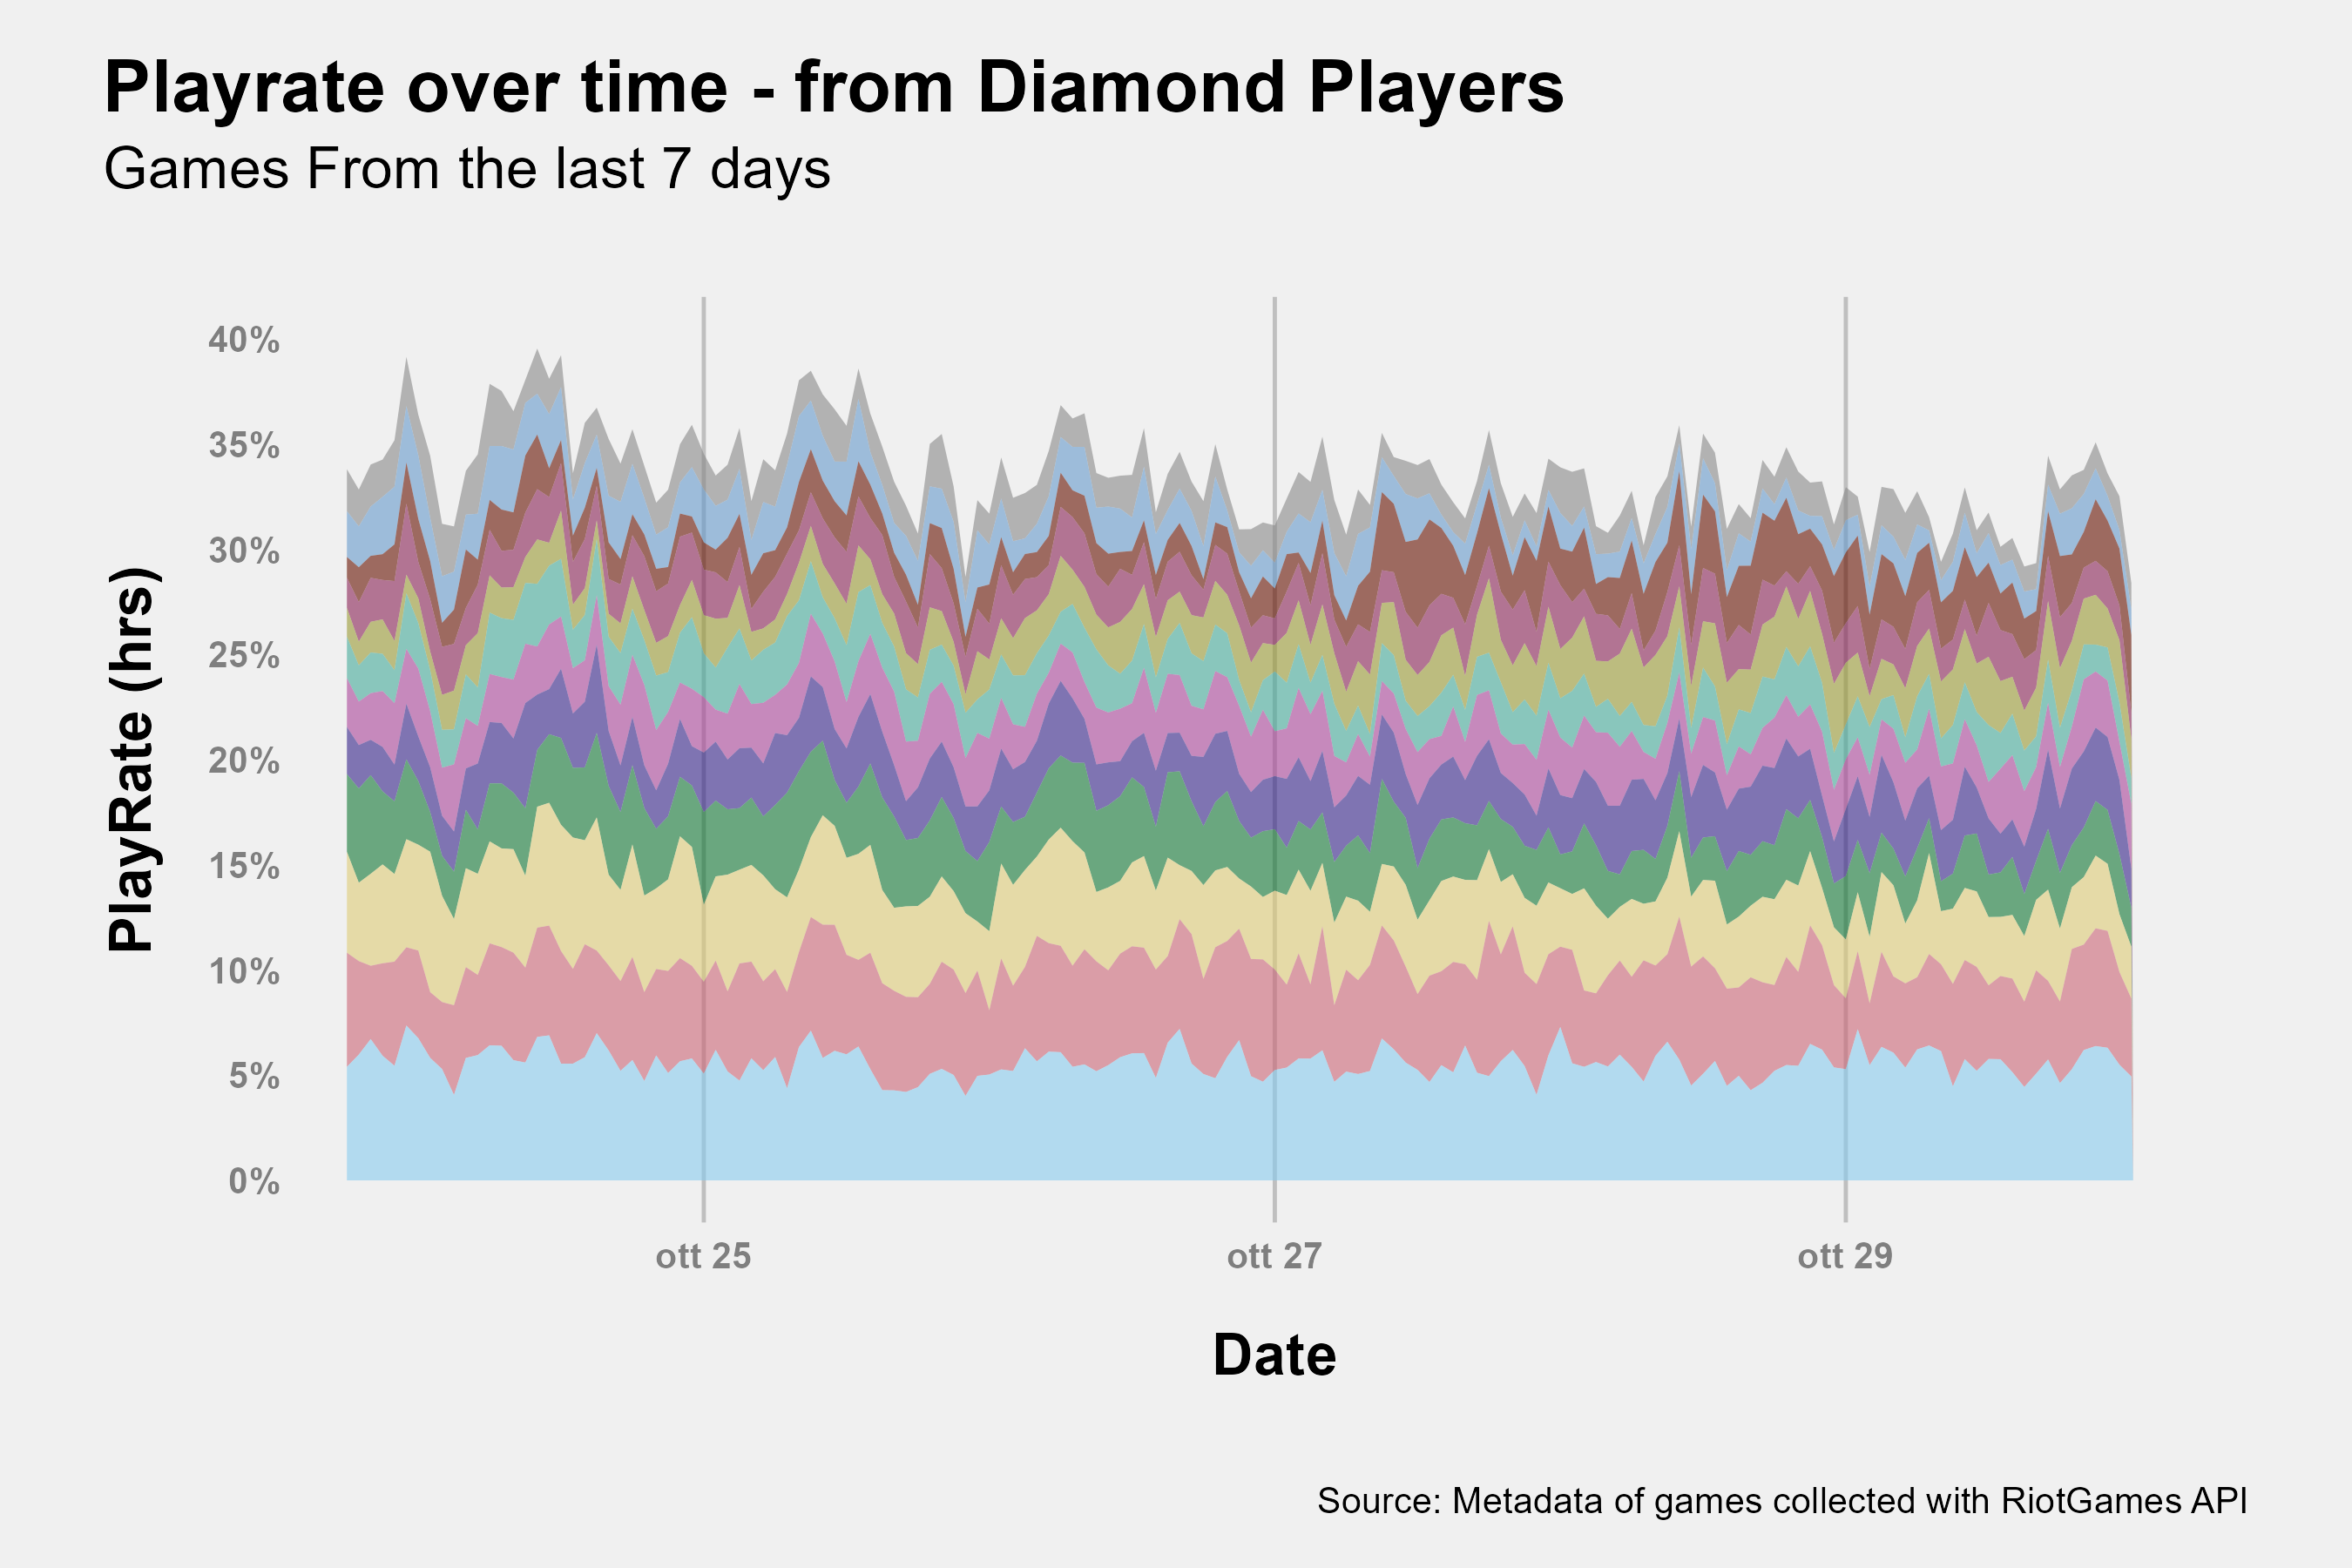 Playrate over time - from Diamond Players
Games From the last 7 days
40%
35%
30%
25%
20%
15%
10%
5%
0%
PlayRate (hrs)
ott 25
ott 27
ott 29
Date
Source: Metadata of games collected with RiotGames API